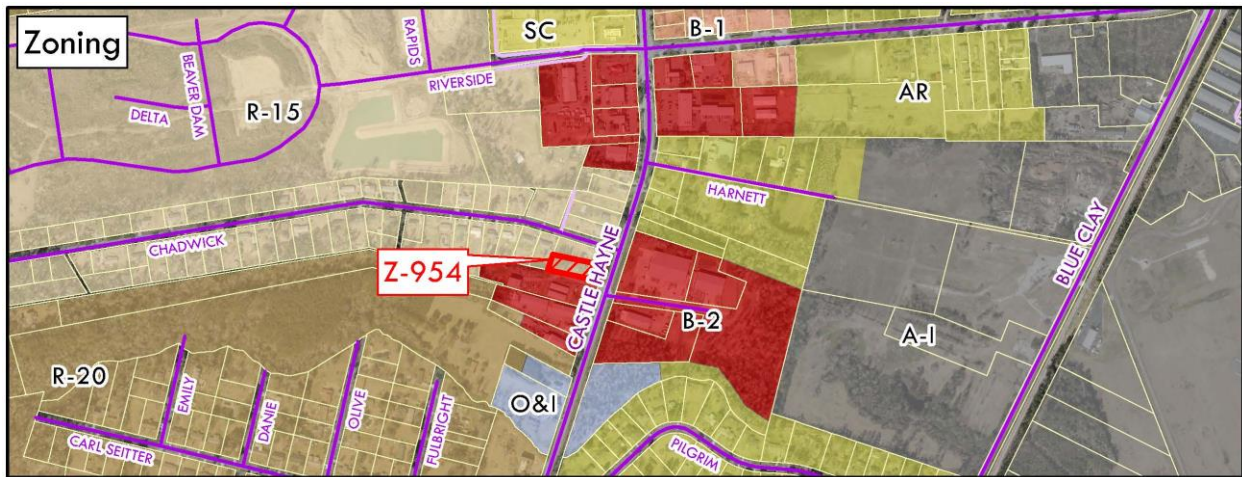 Zoning
SC
B-1
RAPIDS
BEAVER DAM
RIVERSIDE
DELTA
R-15
AR
HARNETT
CHADWICK
Z-954
CASTLE HAYNE
BLUE CLAY
B-2
A-I
R-20
EMILY
DANIE
OLIVE
FULBRIGHT
O&I
CARL SEITTER
PILGRIM